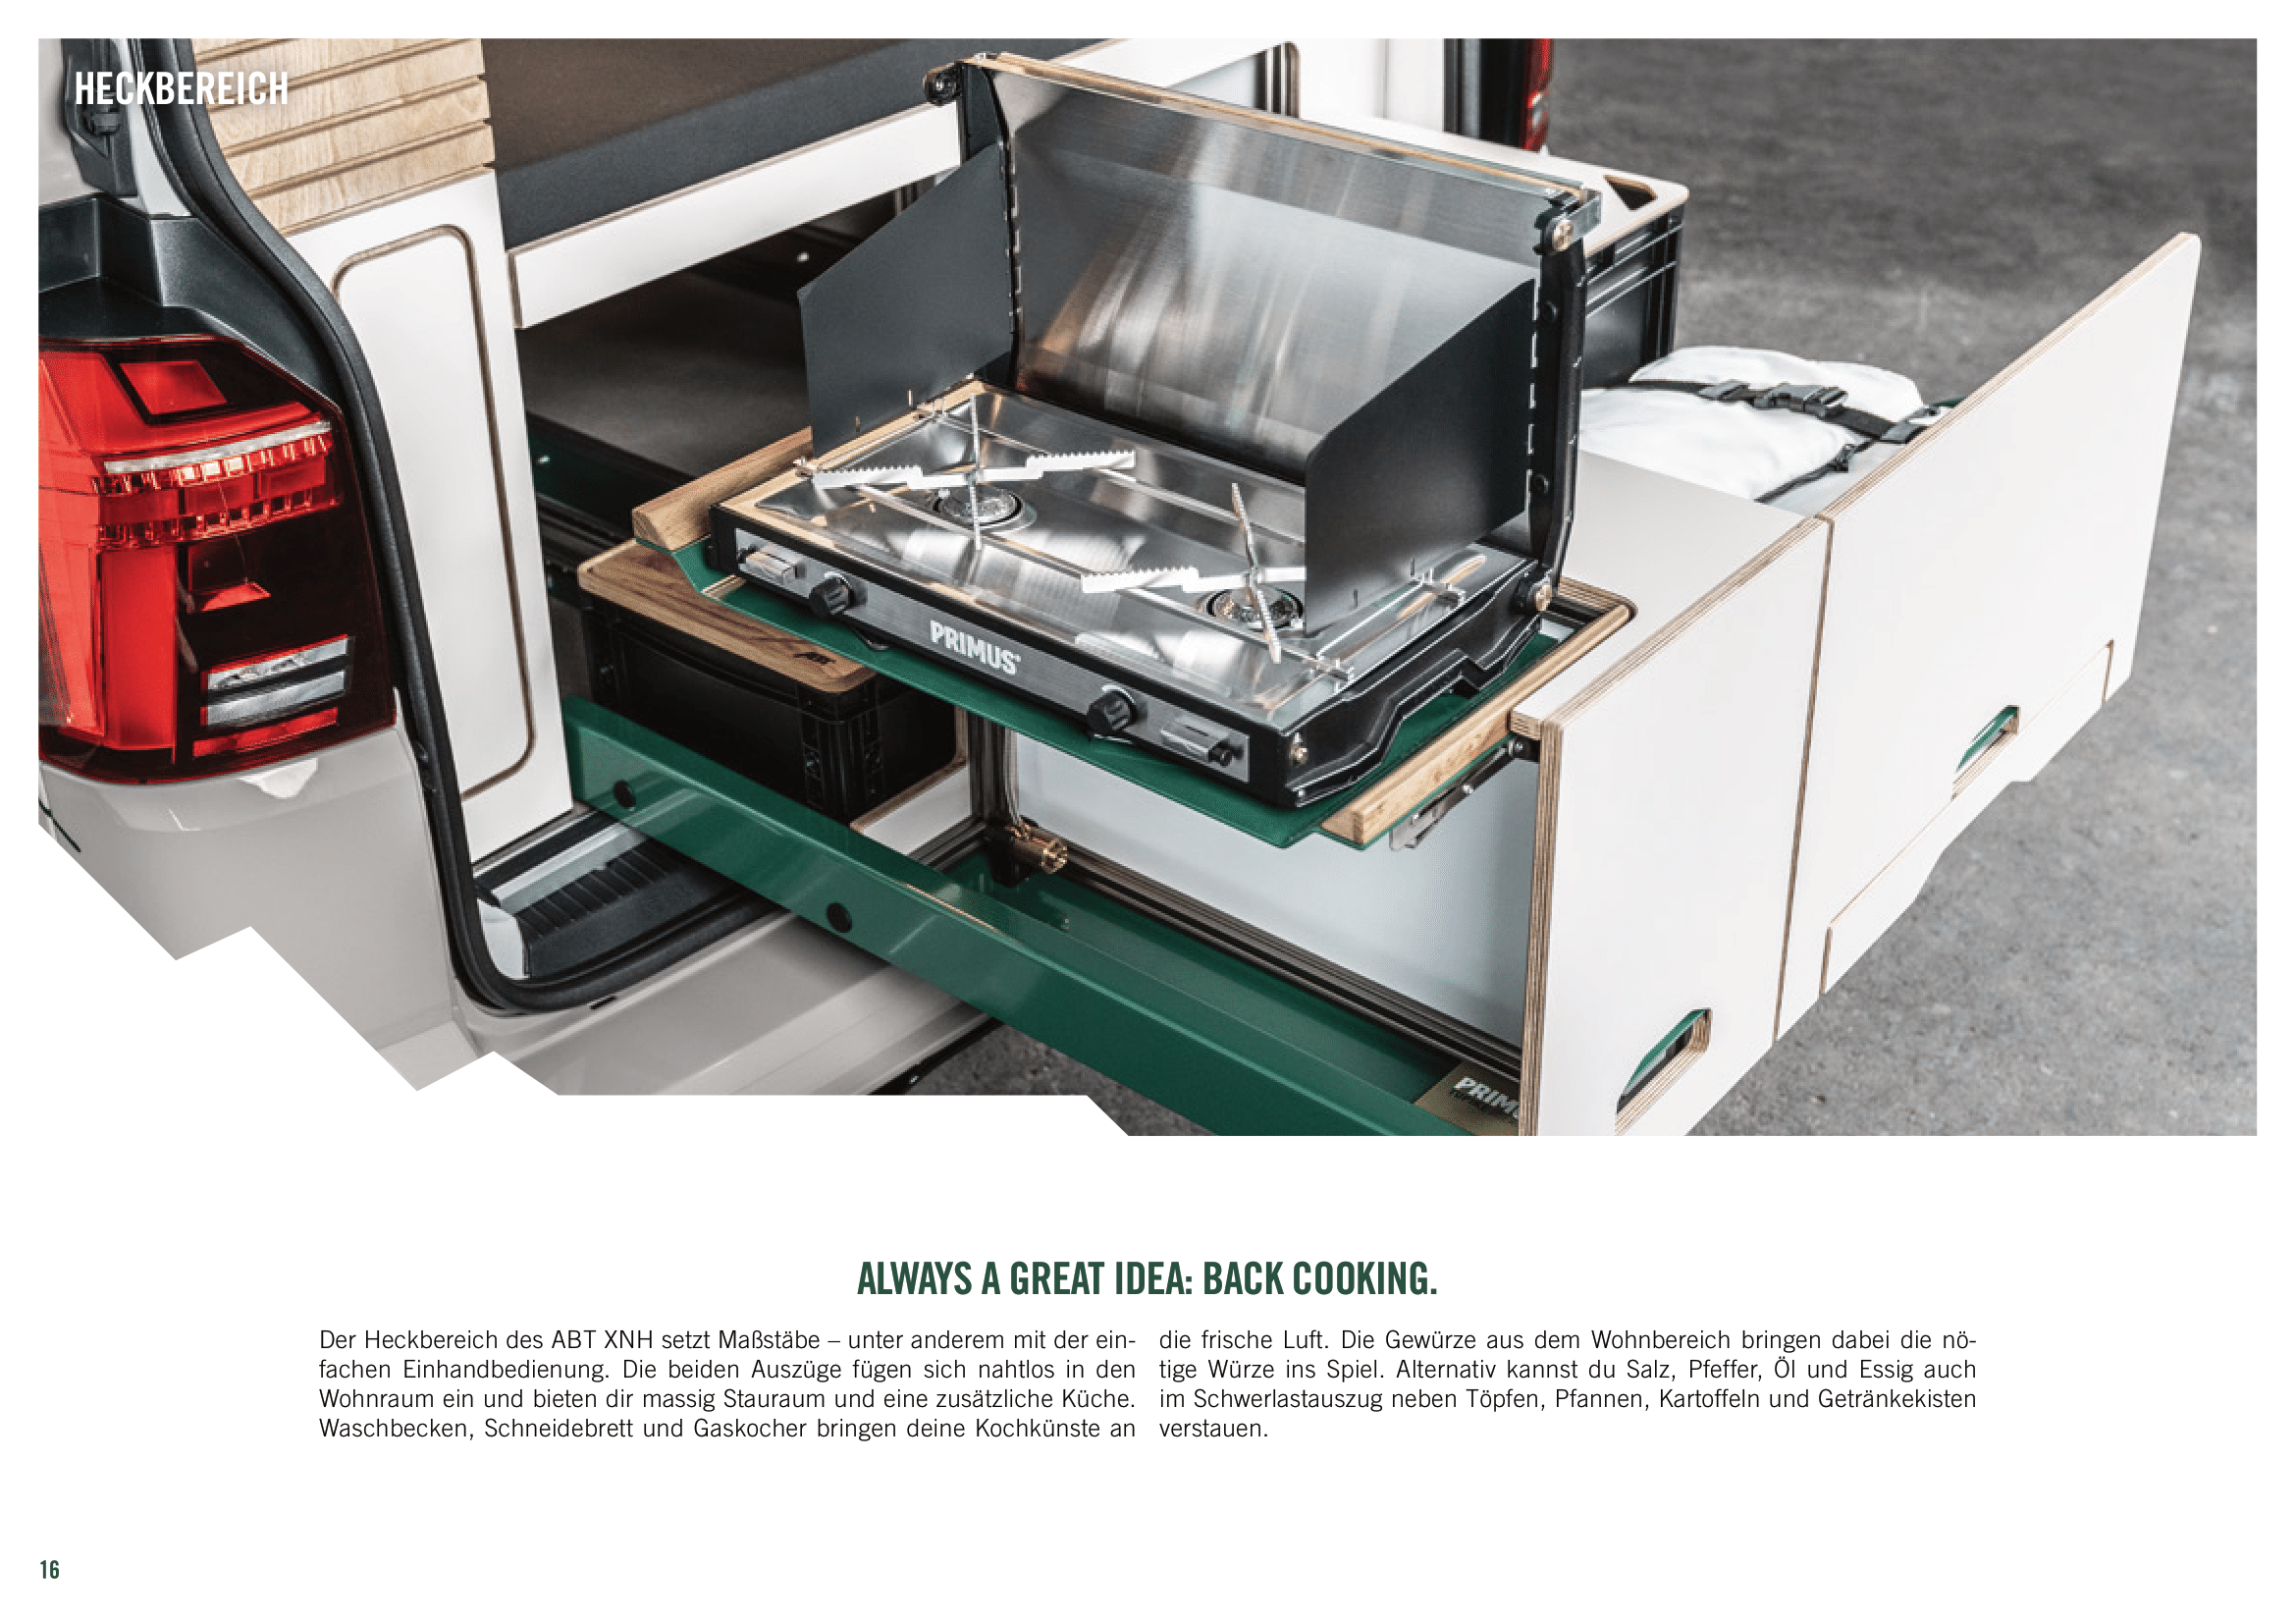 HECKBEREICH
PRIMUS
ALWAYS A GREAT IDEA: BACK COOKING.
Der Heckbereich des ABT XNH setzt Maßstäbe – unter anderem mit der ein-
fachen Einhandbedienung. Die beiden Auszüge fügen sich nahtlos in den
Wohnraum ein und bieten dir massig Stauraum und eine zusätzliche Küche.
Waschbecken, Schneidebrett und Gaskocher bringen deine Kochkünste an
die frische Luft. Die Gewürze aus dem Wohnbereich bringen dabei die nö-
tige Würze ins Spiel. Alternativ kannst du Salz, Pfeffer, Öl und Essig auch
im Schwerlastauszug neben Töpfen, Pfannen, Kartoffeln und Getränkekisten
verstauen.
16